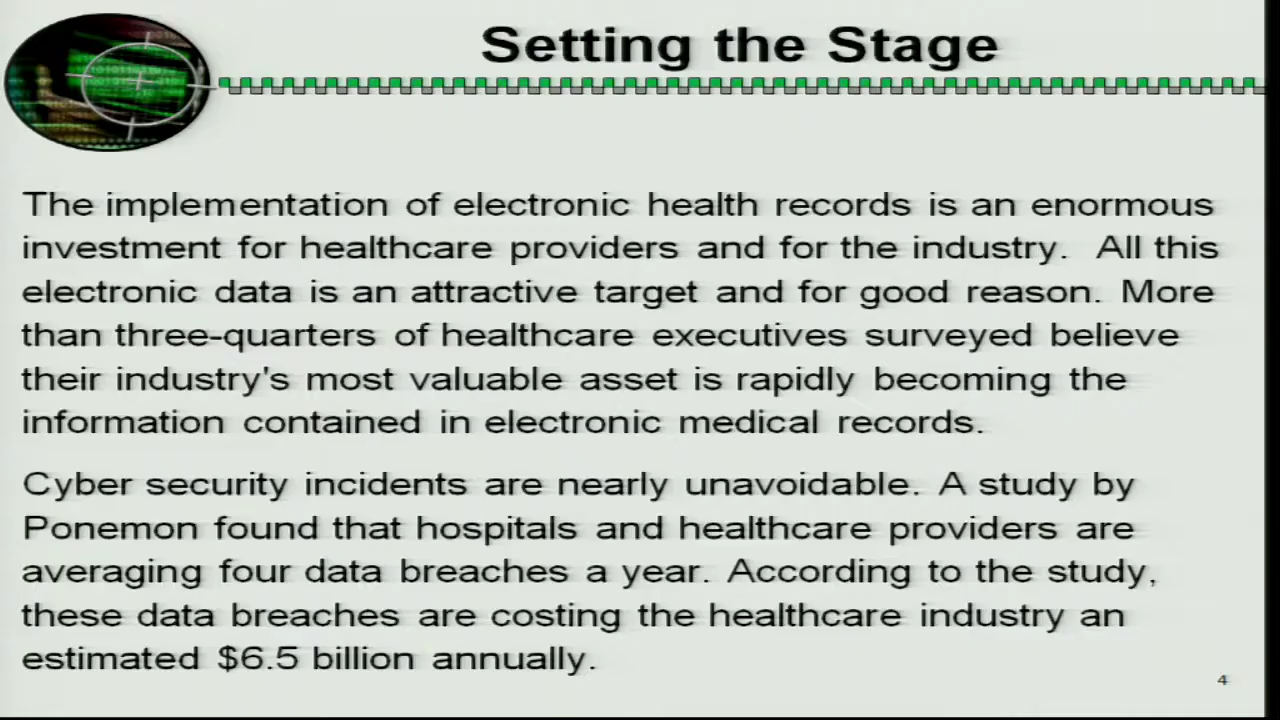 Setting the Stage
The implementation of electronic health records is an enormous
investment for healthcare providers and for the industry.  All this
electronic data is an attractive target and for good reason. More
than three-quarters of healthcare executives surveyed believe
their industry's most valuable asset is rapidly becoming the
information contained in electronic medical records.
Cyber security incidents are nearly unavoidable. A study by
Ponemon found that hospitals and healthcare providers are
averaging four data breaches a year. According to the study,
these data breaches are costing the healthcare industry an
estimated $6.5 billion annually.
4